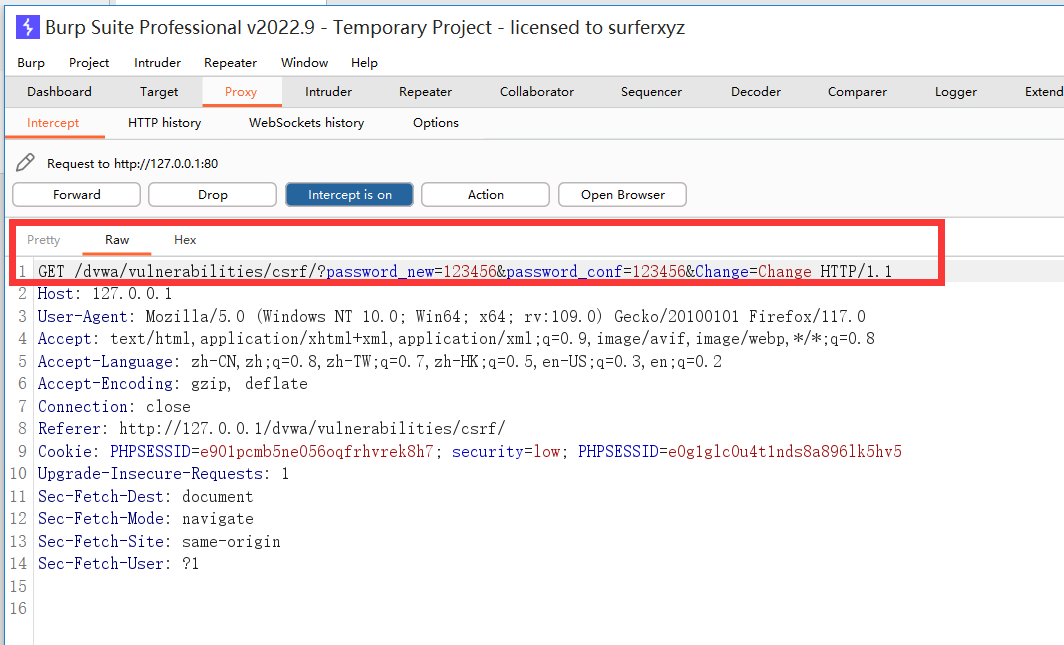 Burp Suite Professional v2022.9 - Temporary Project - licensed to surferxyz
Burp Project Intruder Repeater Window Help
Dashboard Target Proxy Intruder Repeater Collaborator Sequencer Decoder Comparer Logger Extend
Intercept HTTP history WebSockets history Options
Request to http://127.0.0.1:80
Forward Drop Intercept is on Action Open Browser
Pretty Raw Hex
1 GET /dvwa/vulnerabilities/csrf/?password_new=123456&password_conf=123456&Change=Change HTTP/1.1
2 Host: 127.0.0.1
3 User-Agent: Mozilla/5.0 (Windows NT 10.0; Win64; x64; rv:109.0) Gecko/20100101 Firefox/117.0
4 Accept: text/html,application/xhtml+xml,application/xml;q=0.9,image/avif,image/webp,*/*;q=0.8
5 Accept-Language: zh-CN,zh;q=0.8,zh-TW;q=0.7,zh-HK;q=0.5,en-US;q=0.3,en;q=0.2
6 Accept-Encoding: gzip, deflate
7 Connection: close
8 Referer: http://127.0.0.1/dvwa/vulnerabilities/csrf/
9 Cookie: PHPSESSID=e901pcmb5ne056oqfrhvrek8h7; security=low; PHPSESSID=e0g1glc0u4t1nds8a896lk5hv5
10 Upgrade-Insecure-Requests: 1
11 Sec-Fetch-Dest: document
12 Sec-Fetch-Mode: navigate
13 Sec-Fetch-Site: same-origin
14 Sec-Fetch-User: ?1
15
16